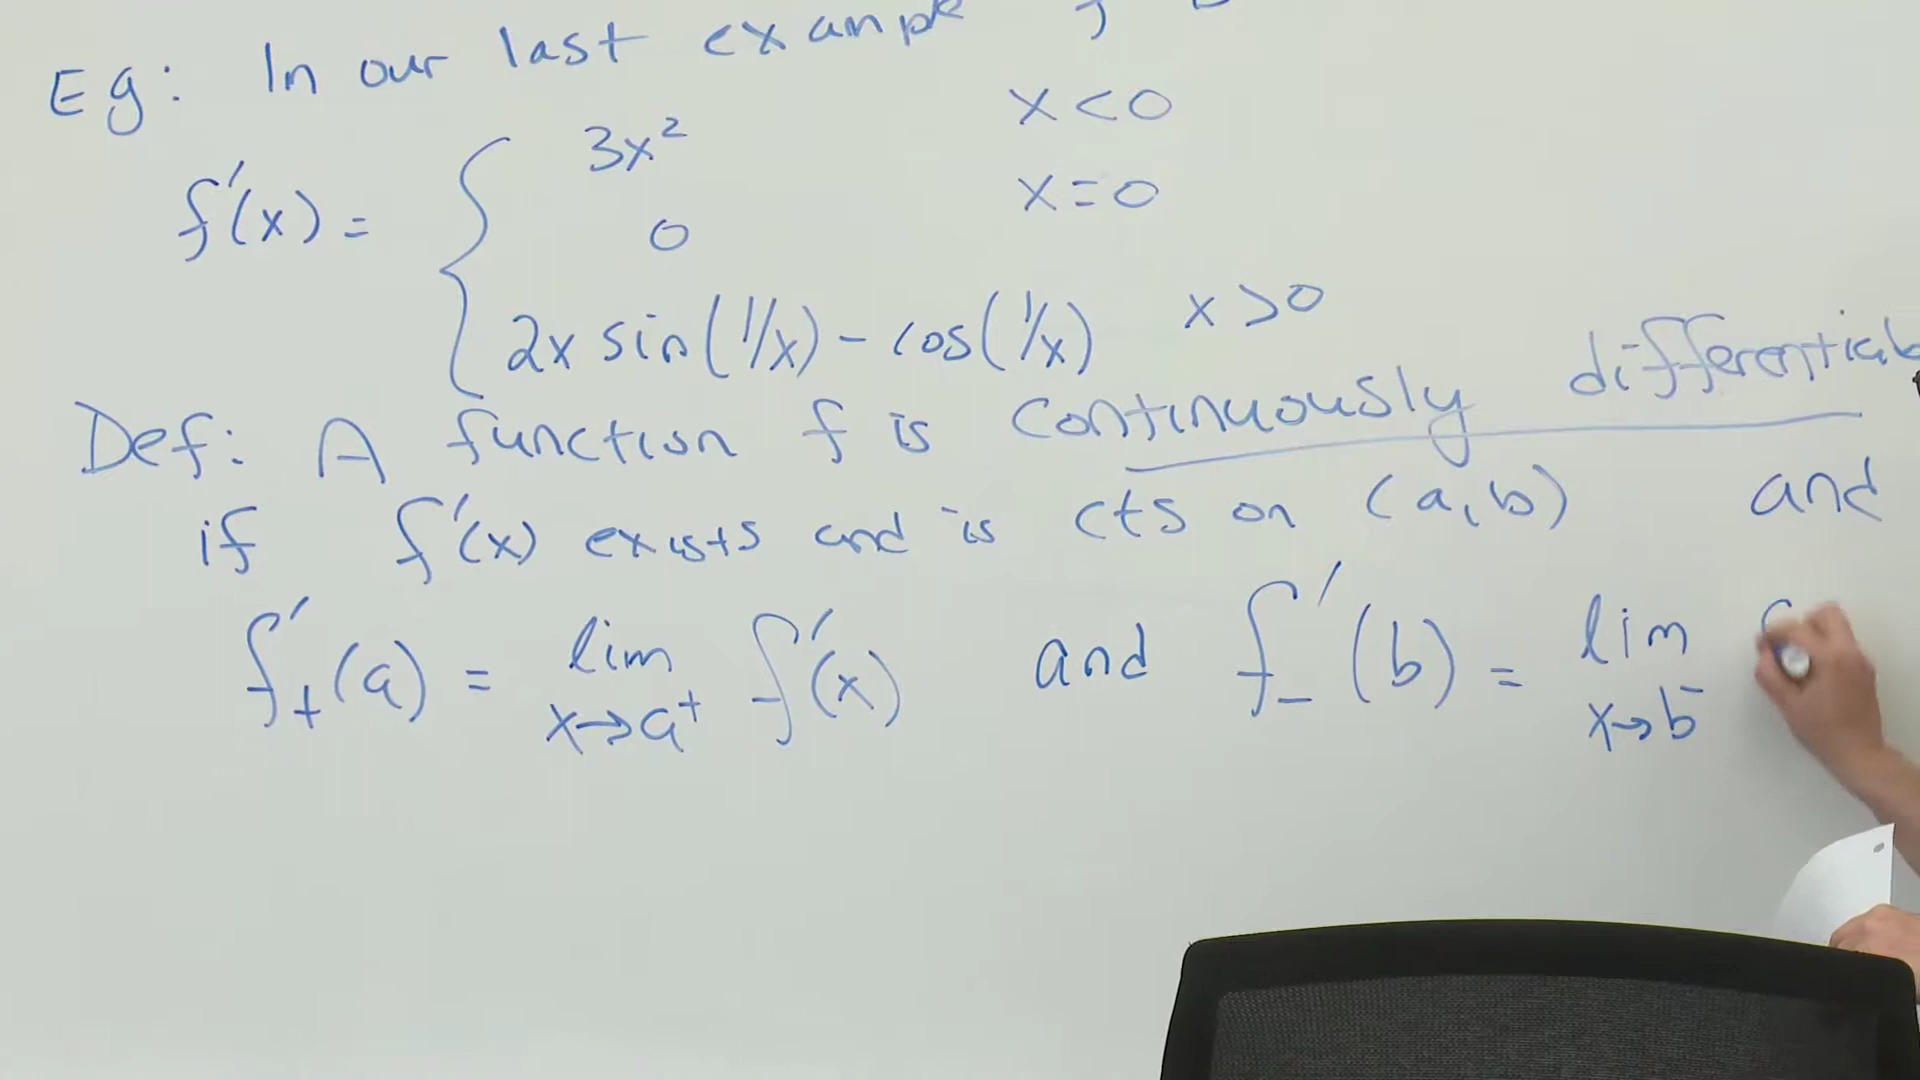 Eg: In our last example
x<0
f'(x) = { 3x²
x=0
0
2x sin(1/x) - cos(1/x) x>0
Def: A function f is continuously differentiab
if f'(x) exists and is cts on (a,b) and
f'₊(a) = lim x→a⁺ f'(x) and f'₋(b) = lim x→b⁻